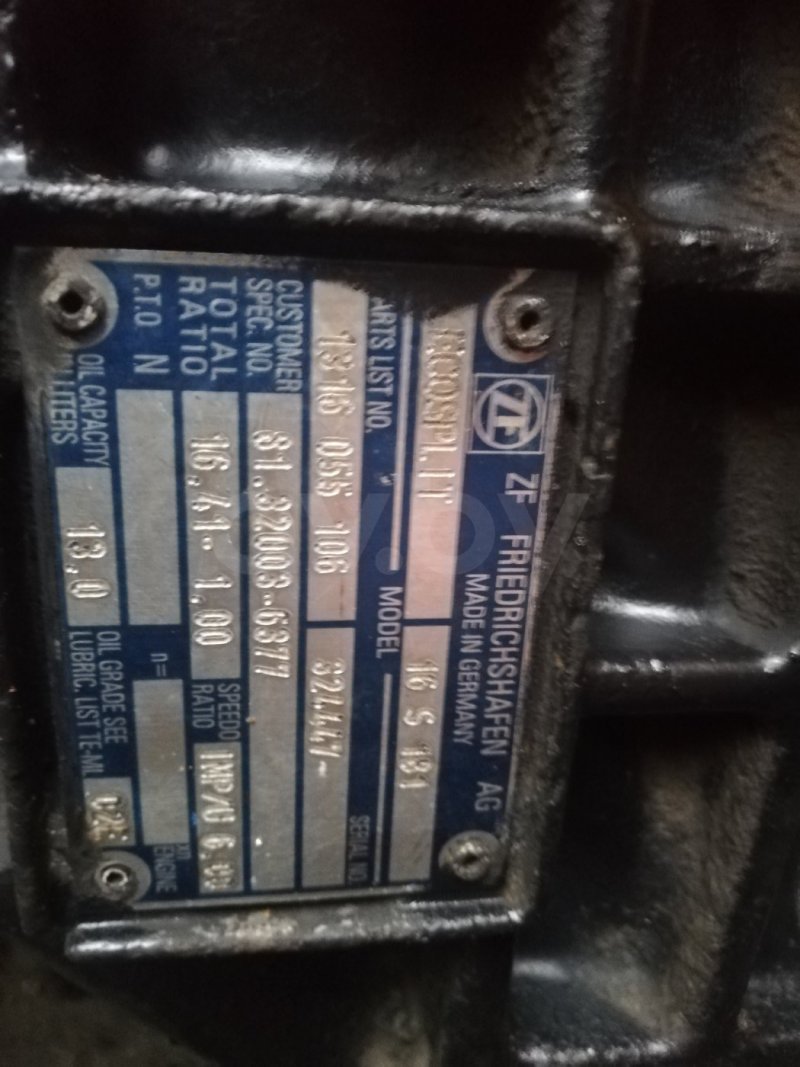 ZF FRIEDRICHSHAFEN AG
MADE IN GERMANY
ECOSPLIT 16 S 181
PARTS LIST NO. MODEL SERIAL NO.
1316 055 106 324447-
CUSTOMER
SPEC. NO. 81.32003-6377
TOTAL
RATIO 16,41- 1,00 SPEEDO
RATIO IMP/U 6,00
P.T.O. N n= ENGINE
OIL CAPACITY
LITERS 13,0 OIL GRADE SEE
LUBRIC. LIST TE-ML 02E